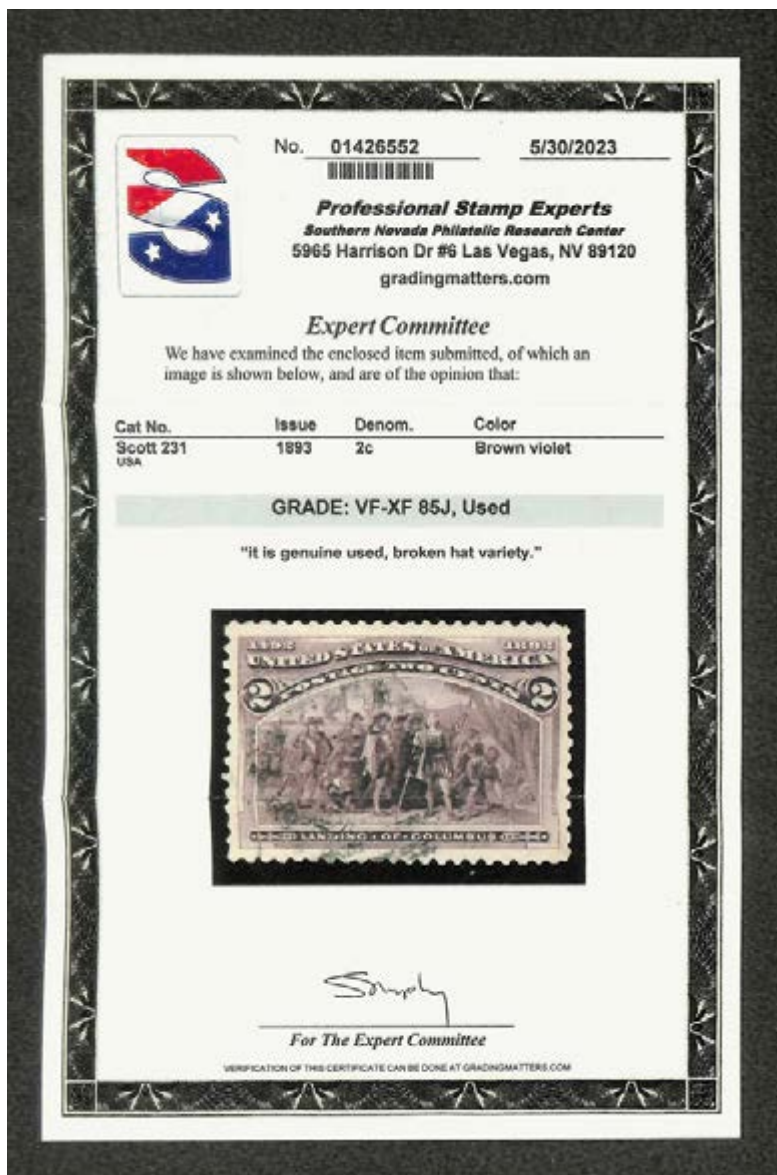 No. 01426552 5/30/2023
Professional Stamp Experts
Southern Nevada Philatelic Research Center
5965 Harrison Dr #6 Las Vegas, NV 89120
gradingmatters.com
Expert Committee
We have examined the enclosed item submitted, of which an
image is shown below, and are of the opinion that:
Cat No. Issue Denom. Color
Scott 231 1893 2c Brown violet
USA
GRADE: VF-XF 85J, Used
"it is genuine used, broken hat variety."
1492 1892
UNITED STATES OF AMERICA
2 POSTAGE TWO CENTS 2
LANDING OF COLUMBUS
For The Expert Committee
VERIFICATION OF THIS CERTIFICATE CAN BE DONE AT GRADINGMATTERS.COM